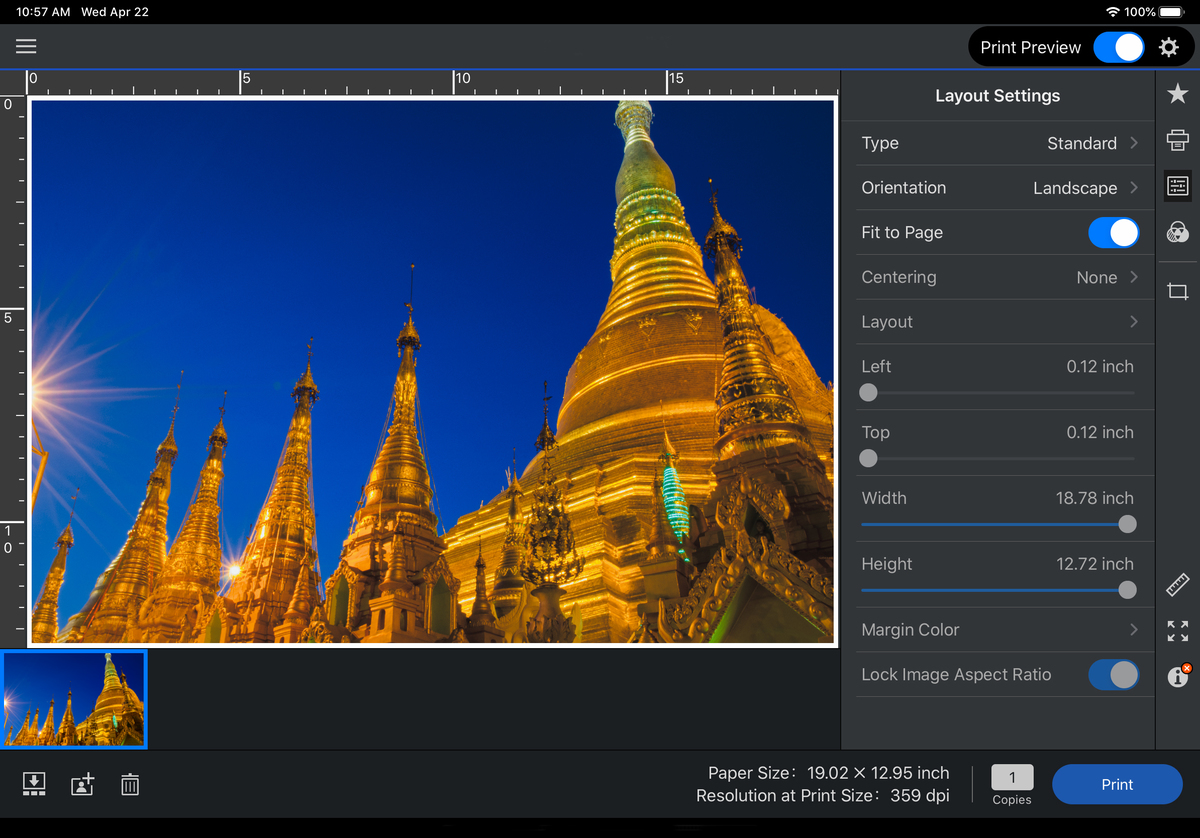 10:57 AM Wed Apr 22
100%
Print Preview
0 5 10 15
Layout Settings
0
Type Standard
Orientation Landscape
Fit to Page
Centering None
5
Layout
Left 0.12 inch
Top 0.12 inch
Width 18.78 inch
1
0
Height 12.72 inch
Margin Color
Lock Image Aspect Ratio
Paper Size: 19.02 × 12.95 inch
Resolution at Print Size: 359 dpi
1
Copies
Print